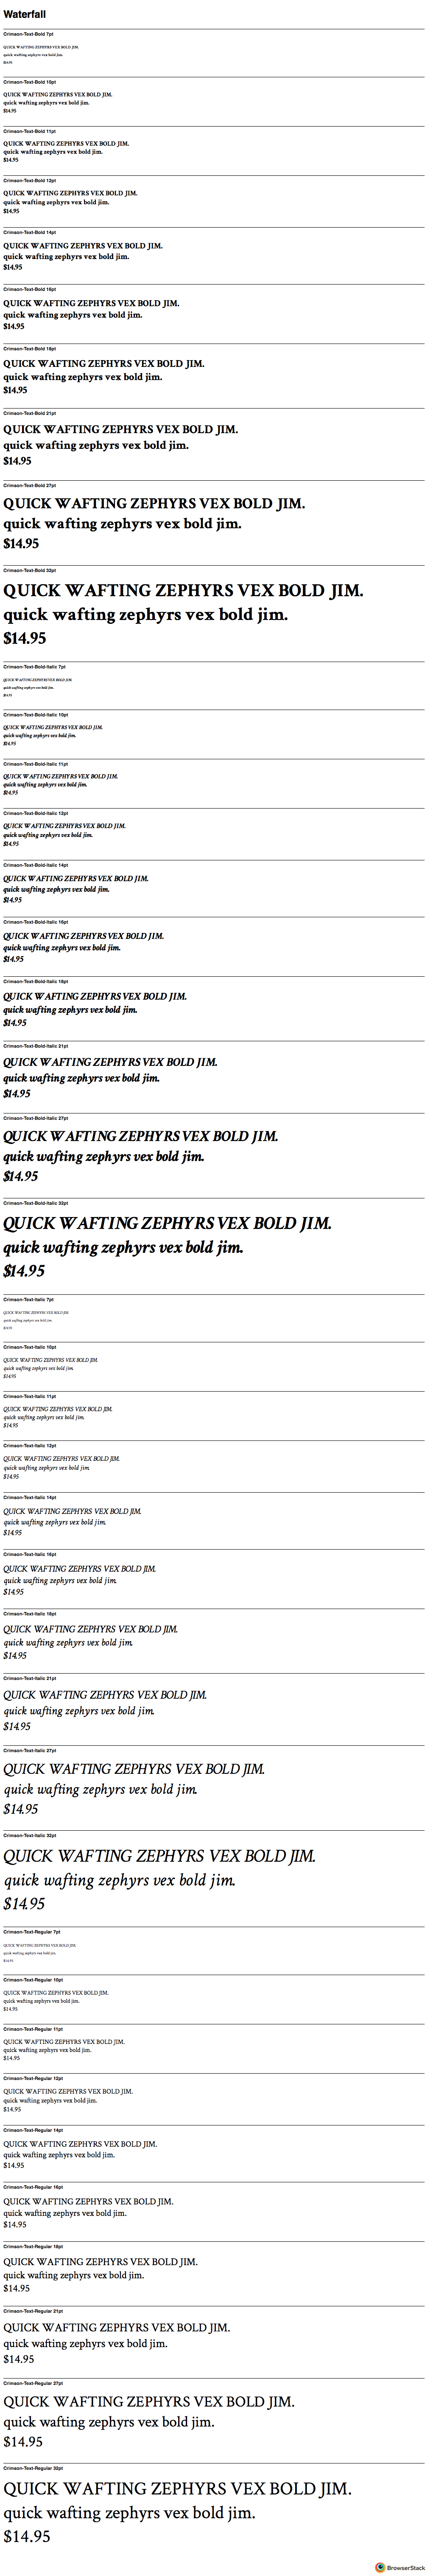 Waterfall
Crimson-Text-Bold 7pt
QUICK WAFTING ZEPHYRS VEX BOLD JIM.
quick wafting zephyrs vex bold jim.
$14.95
Crimson-Text-Bold 10pt
QUICK WAFTING ZEPHYRS VEX BOLD JIM.
quick wafting zephyrs vex bold jim.
$14.95
Crimson-Text-Bold 11pt
QUICK WAFTING ZEPHYRS VEX BOLD JIM.
quick wafting zephyrs vex bold jim.
$14.95
Crimson-Text-Bold 12pt
QUICK WAFTING ZEPHYRS VEX BOLD JIM.
quick wafting zephyrs vex bold jim.
$14.95
Crimson-Text-Bold 14pt
QUICK WAFTING ZEPHYRS VEX BOLD JIM.
quick wafting zephyrs vex bold jim.
$14.95
Crimson-Text-Bold 16pt
QUICK WAFTING ZEPHYRS VEX BOLD JIM.
quick wafting zephyrs vex bold jim.
$14.95
Crimson-Text-Bold 18pt
QUICK WAFTING ZEPHYRS VEX BOLD JIM.
quick wafting zephyrs vex bold jim.
$14.95
Crimson-Text-Bold 21pt
QUICK WAFTING ZEPHYRS VEX BOLD JIM.
quick wafting zephyrs vex bold jim.
$14.95
Crimson-Text-Bold 27pt
QUICK WAFTING ZEPHYRS VEX BOLD JIM.
quick wafting zephyrs vex bold jim.
$14.95
Crimson-Text-Bold 32pt
QUICK WAFTING ZEPHYRS VEX BOLD JIM.
quick wafting zephyrs vex bold jim.
$14.95
Crimson-Text-Bold-Italic 7pt
QUICK WAFTING ZEPHYRS VEX BOLD JIM.
quick wafting zephyrs vex bold jim.
$14.95
Crimson-Text-Bold-Italic 10pt
QUICK WAFTING ZEPHYRS VEX BOLD JIM.
quick wafting zephyrs vex bold jim.
$14.95
Crimson-Text-Bold-Italic 11pt
QUICK WAFTING ZEPHYRS VEX BOLD JIM.
quick wafting zephyrs vex bold jim.
$14.95
Crimson-Text-Bold-Italic 12pt
QUICK WAFTING ZEPHYRS VEX BOLD JIM.
quick wafting zephyrs vex bold jim.
$14.95
Crimson-Text-Bold-Italic 14pt
QUICK WAFTING ZEPHYRS VEX BOLD JIM.
quick wafting zephyrs vex bold jim.
$14.95
Crimson-Text-Bold-Italic 16pt
QUICK WAFTING ZEPHYRS VEX BOLD JIM.
quick wafting zephyrs vex bold jim.
$14.95
Crimson-Text-Bold-Italic 18pt
QUICK WAFTING ZEPHYRS VEX BOLD JIM.
quick wafting zephyrs vex bold jim.
$14.95
Crimson-Text-Bold-Italic 21pt
QUICK WAFTING ZEPHYRS VEX BOLD JIM.
quick wafting zephyrs vex bold jim.
$14.95
Crimson-Text-Bold-Italic 27pt
QUICK WAFTING ZEPHYRS VEX BOLD JIM.
quick wafting zephyrs vex bold jim.
$14.95
Crimson-Text-Bold-Italic 32pt
QUICK WAFTING ZEPHYRS VEX BOLD JIM.
quick wafting zephyrs vex bold jim.
$14.95
Crimson-Text-Italic 7pt
QUICK WAFTING ZEPHYRS VEX BOLD JIM.
quick wafting zephyrs vex bold jim.
$14.95
Crimson-Text-Italic 10pt
QUICK WAFTING ZEPHYRS VEX BOLD JIM.
quick wafting zephyrs vex bold jim.
$14.95
Crimson-Text-Italic 11pt
QUICK WAFTING ZEPHYRS VEX BOLD JIM.
quick wafting zephyrs vex bold jim.
$14.95
Crimson-Text-Italic 12pt
QUICK WAFTING ZEPHYRS VEX BOLD JIM.
quick wafting zephyrs vex bold jim.
$14.95
Crimson-Text-Italic 14pt
QUICK WAFTING ZEPHYRS VEX BOLD JIM.
quick wafting zephyrs vex bold jim.
$14.95
Crimson-Text-Italic 16pt
QUICK WAFTING ZEPHYRS VEX BOLD JIM.
quick wafting zephyrs vex bold jim.
$14.95
Crimson-Text-Italic 18pt
QUICK WAFTING ZEPHYRS VEX BOLD JIM.
quick wafting zephyrs vex bold jim.
$14.95
Crimson-Text-Italic 21pt
QUICK WAFTING ZEPHYRS VEX BOLD JIM.
quick wafting zephyrs vex bold jim.
$14.95
Crimson-Text-Italic 27pt
QUICK WAFTING ZEPHYRS VEX BOLD JIM.
quick wafting zephyrs vex bold jim.
$14.95
Crimson-Text-Italic 32pt
QUICK WAFTING ZEPHYRS VEX BOLD JIM.
quick wafting zephyrs vex bold jim.
$14.95
Crimson-Text-Regular 7pt
QUICK WAFTING ZEPHYRS VEX BOLD JIM.
quick wafting zephyrs vex bold jim.
$14.95
Crimson-Text-Regular 10pt
QUICK WAFTING ZEPHYRS VEX BOLD JIM.
quick wafting zephyrs vex bold jim.
$14.95
Crimson-Text-Regular 11pt
QUICK WAFTING ZEPHYRS VEX BOLD JIM.
quick wafting zephyrs vex bold jim.
$14.95
Crimson-Text-Regular 12pt
QUICK WAFTING ZEPHYRS VEX BOLD JIM.
quick wafting zephyrs vex bold jim.
$14.95
Crimson-Text-Regular 14pt
QUICK WAFTING ZEPHYRS VEX BOLD JIM.
quick wafting zephyrs vex bold jim.
$14.95
Crimson-Text-Regular 16pt
QUICK WAFTING ZEPHYRS VEX BOLD JIM.
quick wafting zephyrs vex bold jim.
$14.95
Crimson-Text-Regular 18pt
QUICK WAFTING ZEPHYRS VEX BOLD JIM.
quick wafting zephyrs vex bold jim.
$14.95
Crimson-Text-Regular 21pt
QUICK WAFTING ZEPHYRS VEX BOLD JIM.
quick wafting zephyrs vex bold jim.
$14.95
Crimson-Text-Regular 27pt
QUICK WAFTING ZEPHYRS VEX BOLD JIM.
quick wafting zephyrs vex bold jim.
$14.95
Crimson-Text-Regular 32pt
QUICK WAFTING ZEPHYRS VEX BOLD JIM.
quick wafting zephyrs vex bold jim.
$14.95
BrowserStack